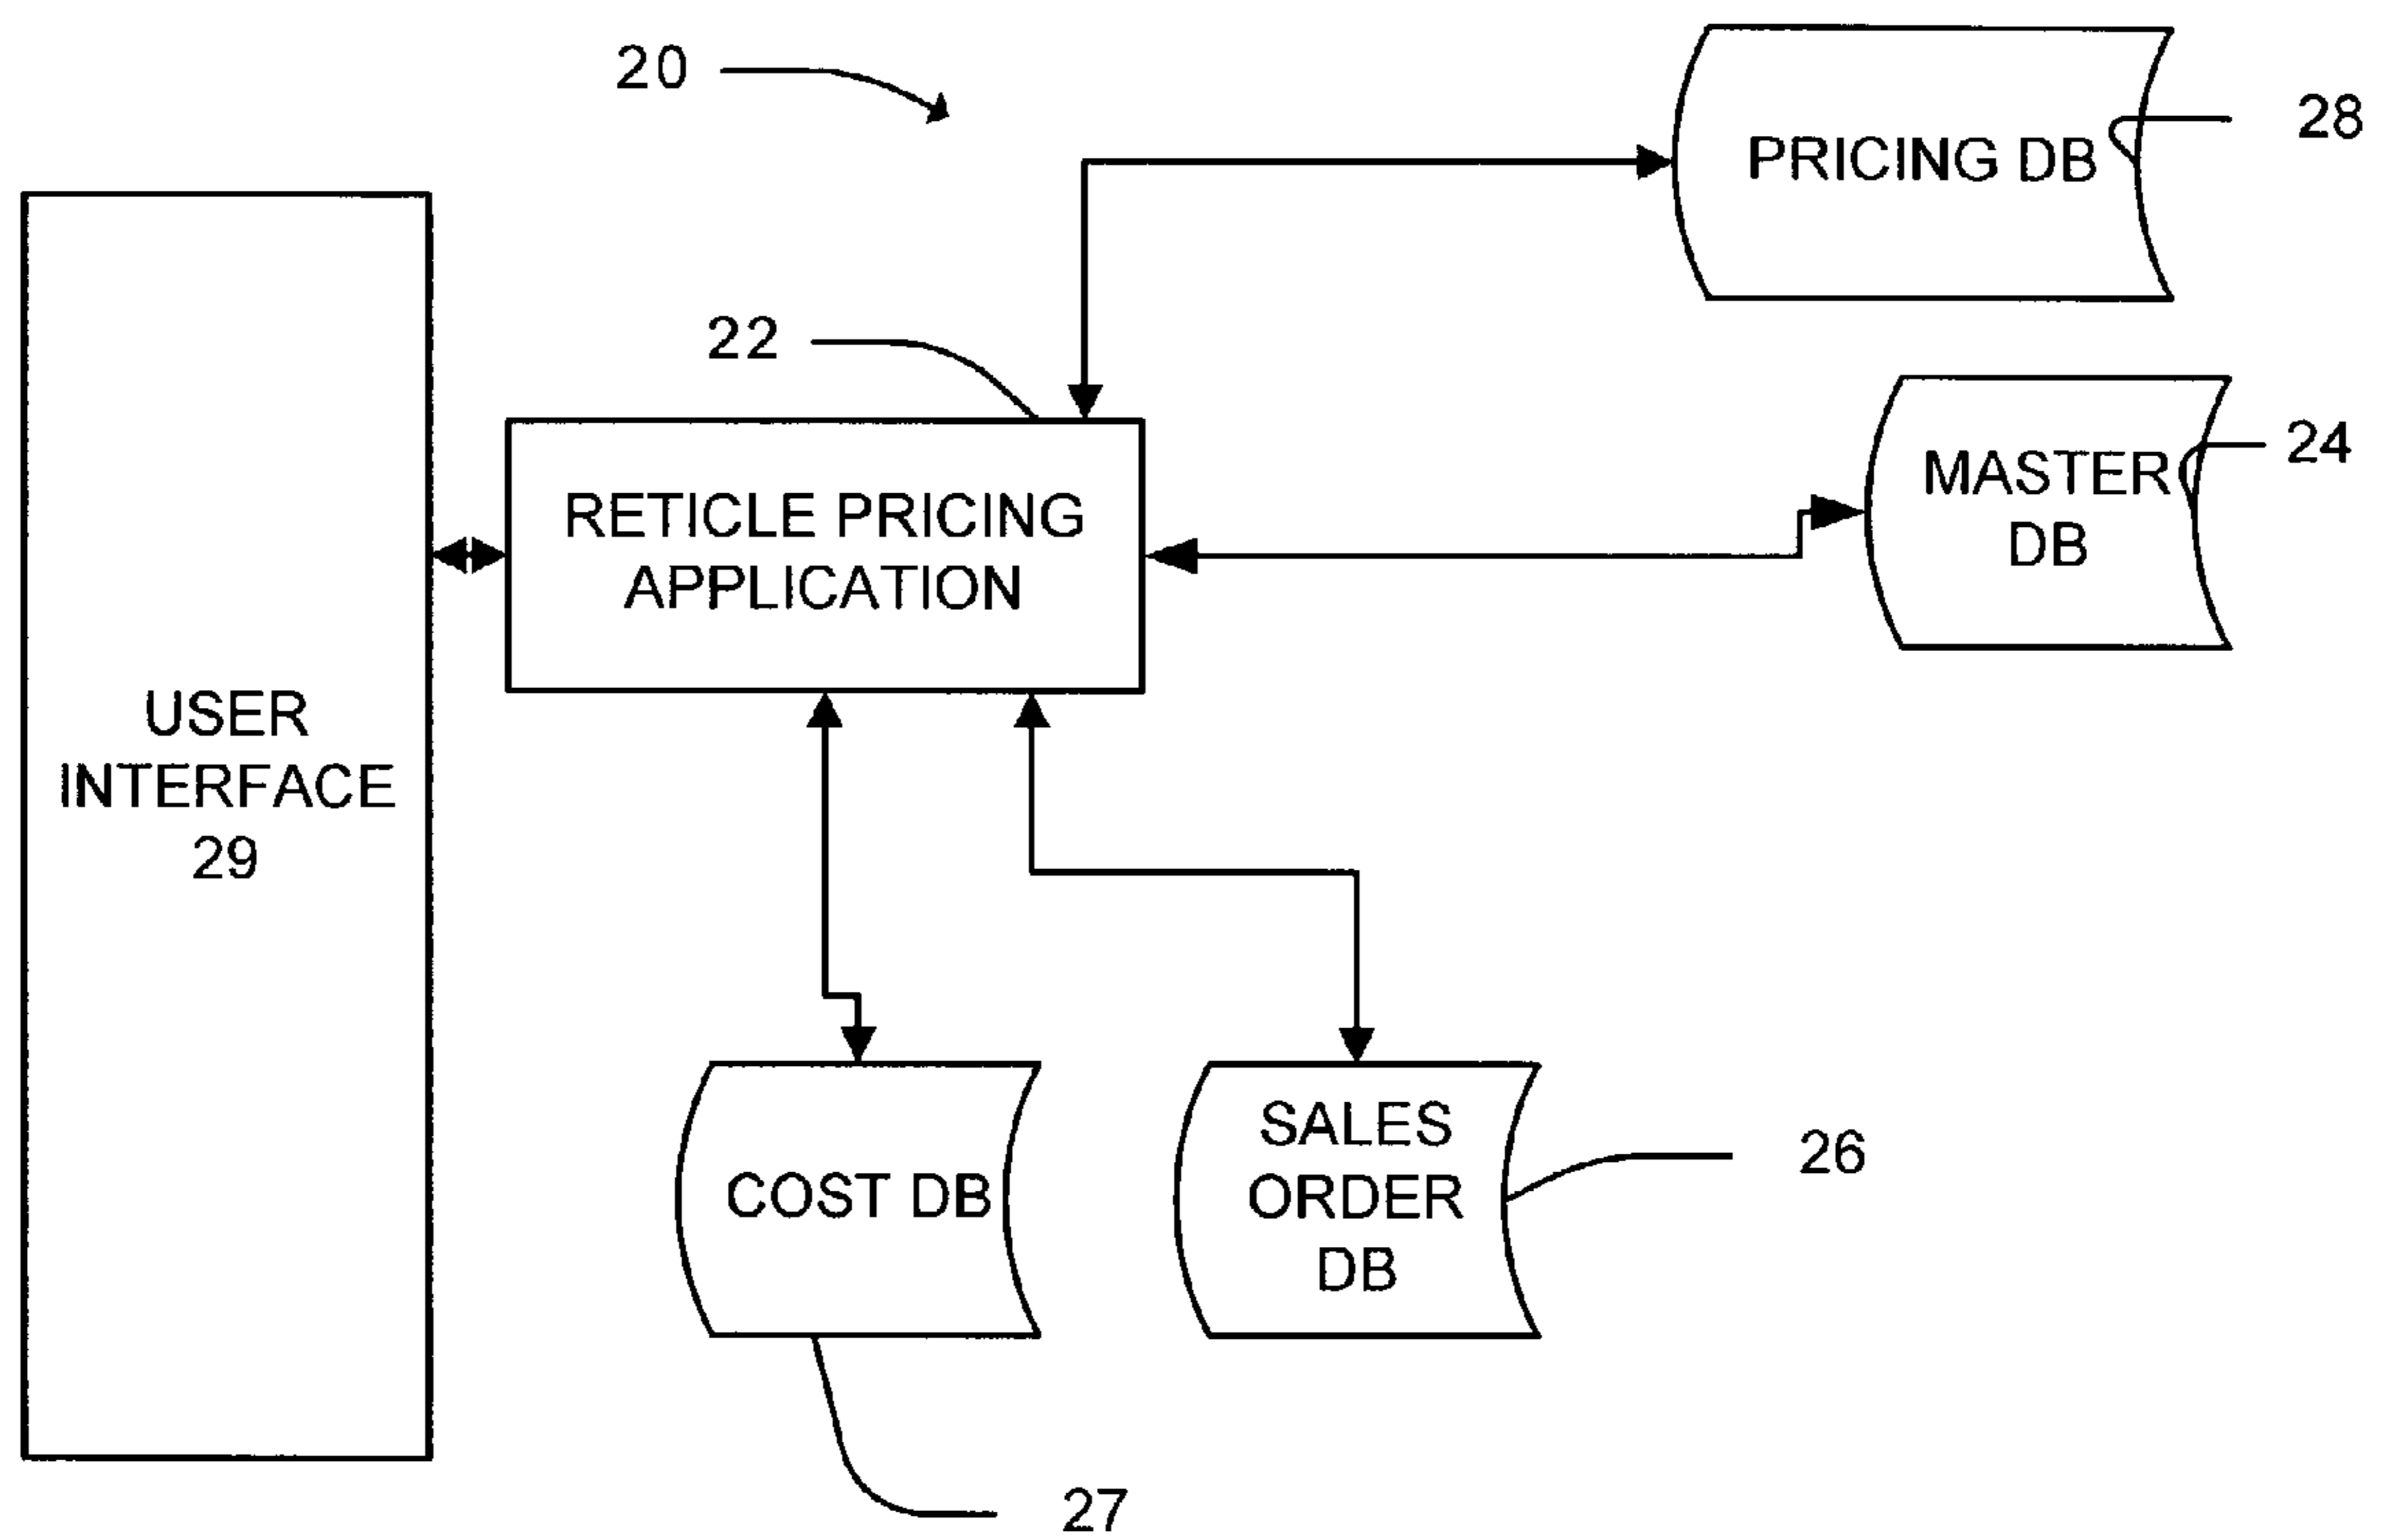 20
28
PRICING DB
22
24
MASTER
DB
RETICLE PRICING
APPLICATION
USER
INTERFACE
29
SALES
ORDER
DB
26
COST DB
27